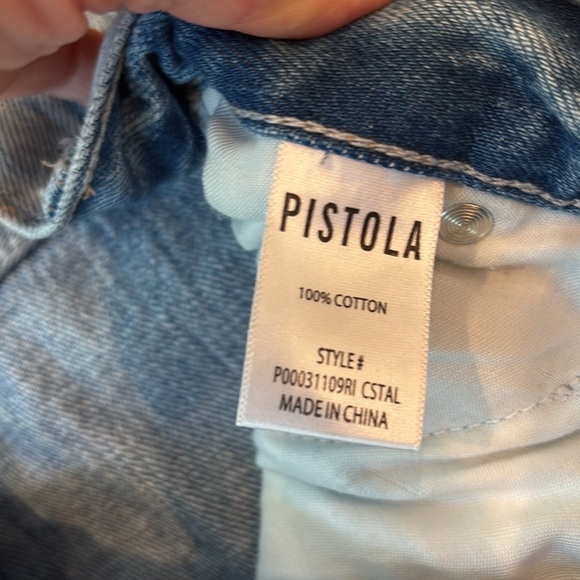 PISTOLA
100% COTTON
STYLE#
P00031109RI CSTAL
MADE IN CHINA